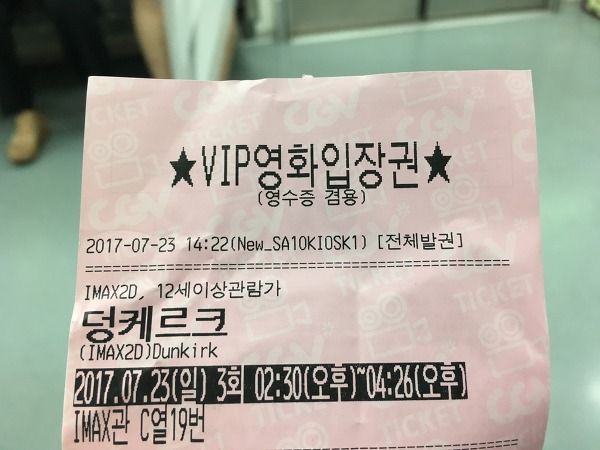 ★VIP영화입장권★
(영수증 겸용)
2017-07-23 14:22(New_SA10KIOSK1) [전체발권]
IMAX2D, 12세이상관람가
덩케르크
(IMAX2D)Dunkirk
2017.07.23(일) 3회 02:30(오후)~04:26(오후)
IMAX관 C열19번
CGV
TICKET